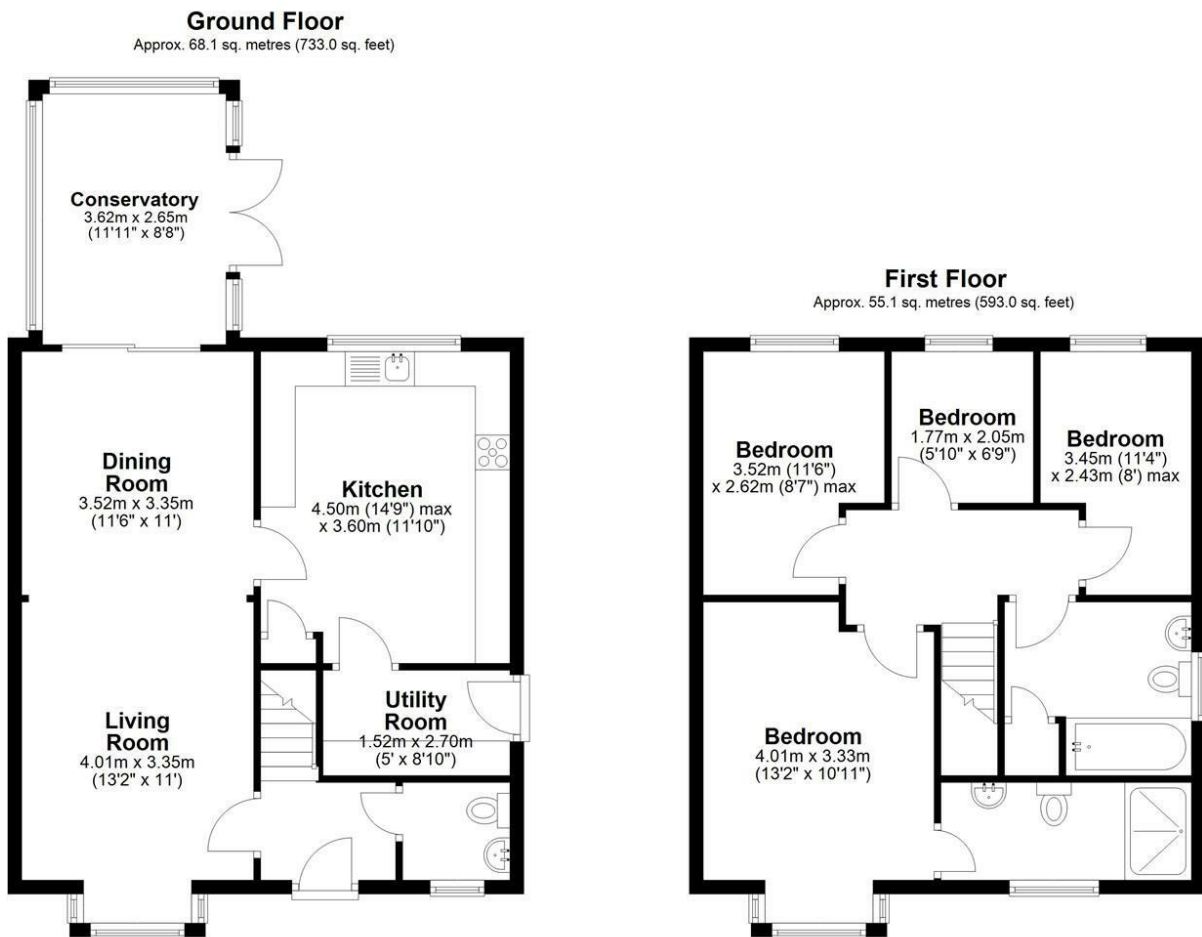 Ground Floor
Approx. 68.1 sq. metres (733.0 sq. feet)
Conservatory
3.62m x 2.65m
(11'11" x 8'8")
Dining
Room
3.52m x 3.35m
(11'6" x 11')
Kitchen
4.50m (14'9") max
x 3.60m (11'10")
Living
Room
4.01m x 3.35m
(13'2" x 11')
Utility
Room
1.52m x 2.70m
(5' x 8'10")
First Floor
Approx. 55.1 sq. metres (593.0 sq. feet)
Bedroom
3.52m (11'6")
x 2.62m (8'7") max
Bedroom
1.77m x 2.05m
(5'10" x 6'9")
Bedroom
3.45m (11'4")
x 2.43m (8') max
Bedroom
4.01m x 3.33m
(13'2" x 10'11")